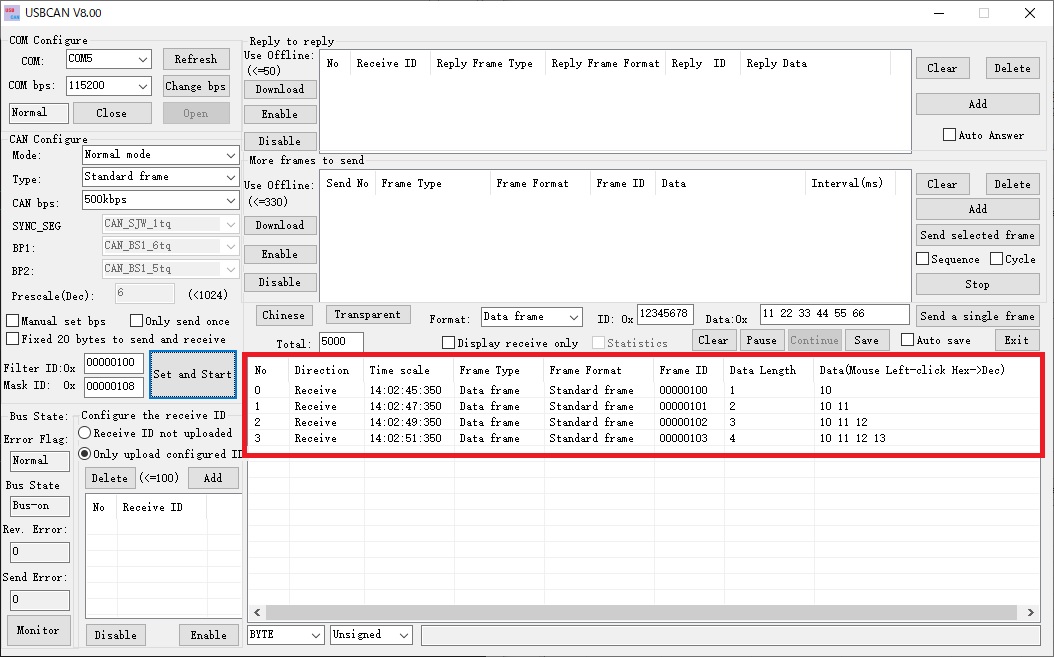 USBCAN V8.00
COM Configure
COM: COM5 Refresh
COM bps: 115200 Change bps
Normal Close Open
CAN Configure
Mode: Normal mode
Type: Standard frame
CAN bps: 500kbps
SYNC_SEG CAN_SJW_1tq
BP1: CAN_BS1_6tq
BP2: CAN_BS1_5tq
Prescale(Dec): 6 (<1024)
Manual set bps Only send once
Fixed 20 bytes to send and receive
Filter ID:0x 00000100
Mask ID: 0x 00000108
Set and Start
Bus State:
Error Flag:
Normal
Bus State
Bus-on
Rev. Error:
0
Send Error:
0
Monitor
Configure the receive ID
Receive ID not uploaded
Only upload configured ID
Delete (<=100) Add
No Receive ID
Disable Enable
Reply to reply
Use Offline:
(<=50)
Download
Enable
Disable
No Receive ID Reply Frame Type Reply Frame Format Reply ID Reply Data
Clear Delete
Add
Auto Answer
More frames to send
Use Offline:
(<=330)
Download
Enable
Disable
Send No Frame Type Frame Format Frame ID Data Interval(ms)
Clear Delete
Add
Send selected frame
Sequence Cycle
Stop
Chinese Transparent Format: Data frame ID: 0x 12345678 Data:0x 11 22 33 44 55 66 Send a single frame
Total: 5000 Display receive only Statistics Clear Pause Continue Save Auto save Exit
No Direction Time scale Frame Type Frame Format Frame ID Data Length Data(Mouse Left-click Hex->Dec)
0 Receive 14:02:45:350 Data frame Standard frame 00000100 1 10
1 Receive 14:02:47:350 Data frame Standard frame 00000101 2 10 11
2 Receive 14:02:49:350 Data frame Standard frame 00000102 3 10 11 12
3 Receive 14:02:51:350 Data frame Standard frame 00000103 4 10 11 12 13
BYTE Unsigned